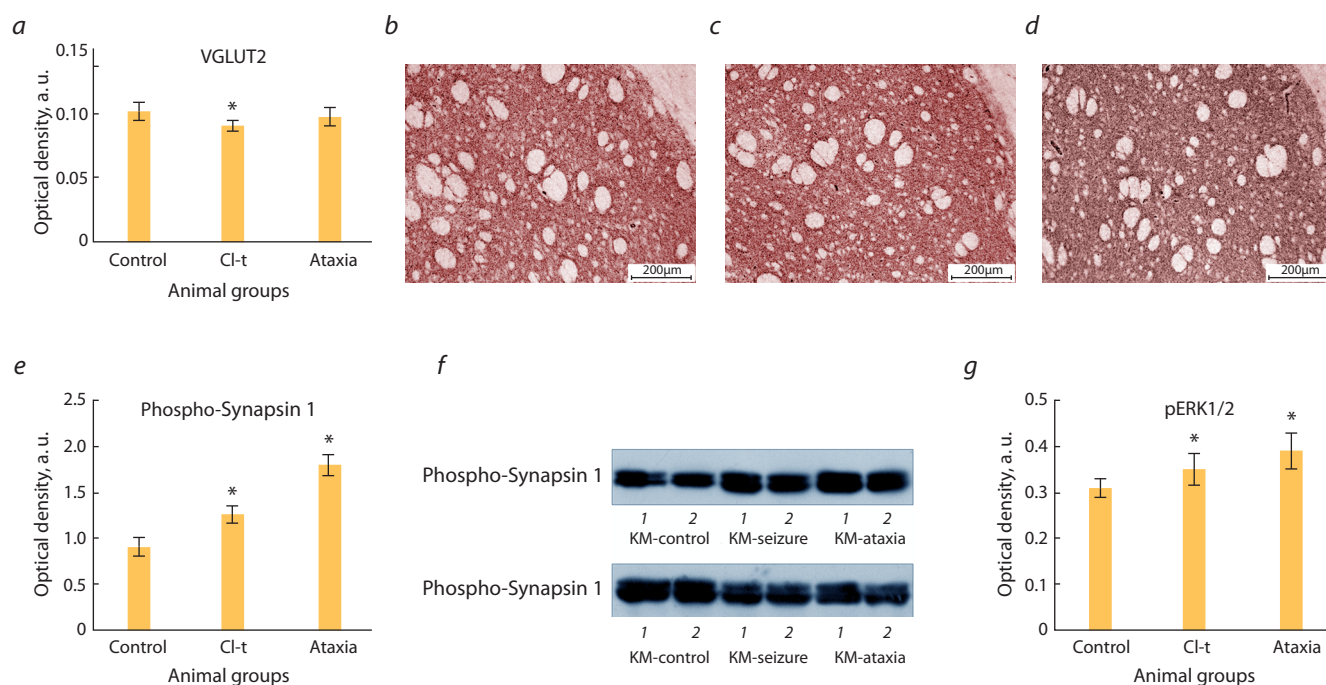 a
VGLUT2
Optical density, a.u.
0.15
0.10
0.05
0
Control Cl-t Ataxia
Animal groups
b
200µm
c
200µm
d
200µm
e
Phospho-Synapsin 1
Optical density, a.u.
2.5
2.0
1.5
1.0
0.5
0
Control Cl-t Ataxia
Animal groups
f
Phospho-Synapsin 1
1 2 1 2 1 2
KM-control KM-seizure KM-ataxia
Phospho-Synapsin 1
1 2 1 2 1 2
KM-control KM-seizure KM-ataxia
g
pERK1/2
Optical density, a.u.
0.5
0.4
0.3
0.2
0.1
0
Control Cl-t Ataxia
Animal groups